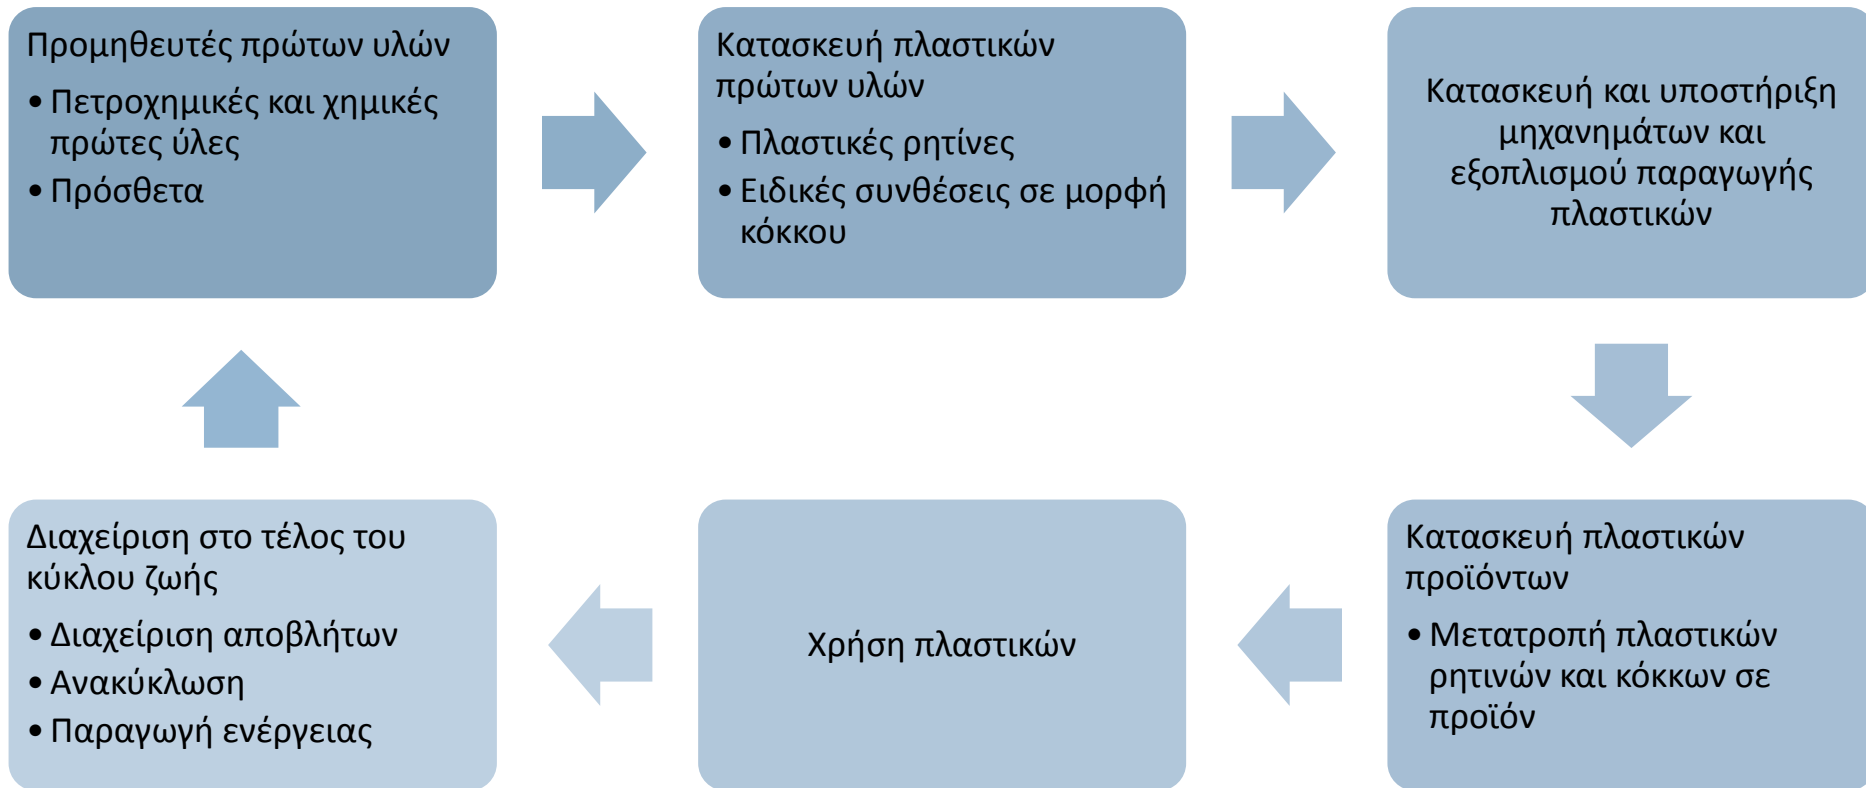 Προμηθευτές πρώτων υλών
• Πετροχημικές και χημικές
πρώτες ύλες
• Πρόσθετα
Κατασκευή πλαστικών
πρώτων υλών
• Πλαστικές ρητίνες
• Ειδικές συνθέσεις σε μορφή
κόκκου
Κατασκευή και υποστήριξη
μηχανημάτων και
εξοπλισμού παραγωγής
πλαστικών
Κατασκευή πλαστικών
προϊόντων
• Μετατροπή πλαστικών
ρητινών και κόκκων σε
προϊόν
Χρήση πλαστικών
Διαχείριση στο τέλος του
κύκλου ζωής
• Διαχείριση αποβλήτων
• Ανακύκλωση
• Παραγωγή ενέργειας